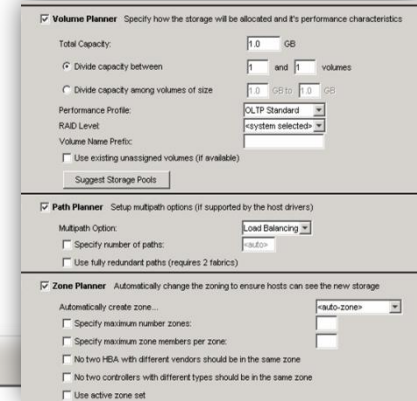 Volume Planner Specify how the storage will be allocated and it's performance characteristics
Total Capacity: 1.0 GB
Divide capacity between 1 and 1 volumes
Divide capacity among volumes of size 1.0 GB to 1.0 GB
Performance Profile: OLTP Standard
RAID Level: <system selected>
Volume Name Prefix:
Use existing unassigned volumes (if available)
Suggest Storage Pools
Path Planner Setup multipath options (if supported by the host drivers)
Multipath Option: Load Balancing
Specify number of paths: <auto>
Use fully redundant paths (requires 2 fabrics)
Zone Planner Automatically change the zoning to ensure hosts can see the new storage
Automatically create zone... <auto-zone>
Specify maximum number zones:
Specify maximum zone members per zone:
No two HBA with different vendors should be in the same zone
No two controllers with different types should be in the same zone
Use active zone set